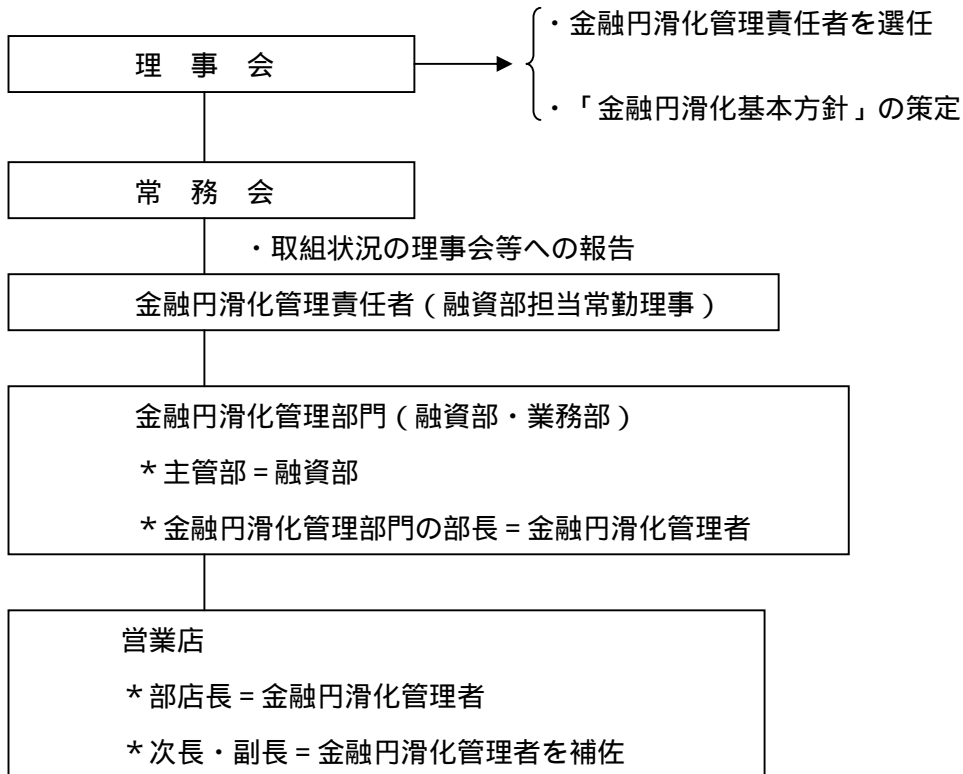 ・金融円滑化管理責任者を選任
理 事 会
・「金融円滑化基本方針」の策定
常 務 会
・取組状況の理事会等への報告
金融円滑化管理責任者（融資部担当常勤理事）
金融円滑化管理部門（融資部・業務部）
＊主管部＝融資部
＊金融円滑化管理部門の部長＝金融円滑化管理者
営業店
＊部店長＝金融円滑化管理者
＊次長・副長＝金融円滑化管理者を補佐